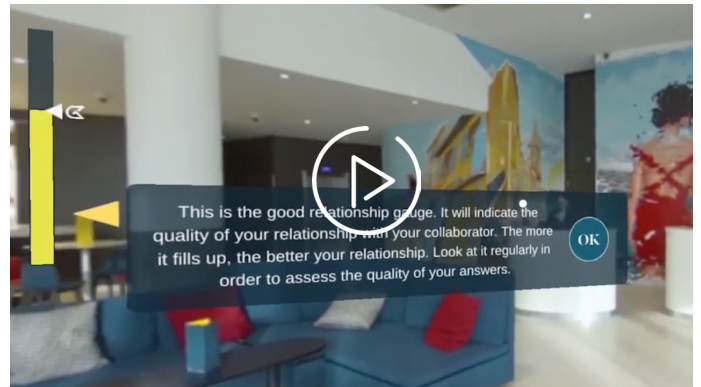 This is the good relationship gauge. It will indicate the
quality of your relationship with your collaborator. The more
it fills up, the better your relationship. Look at it regularly in
order to assess the quality of your answers.
OK